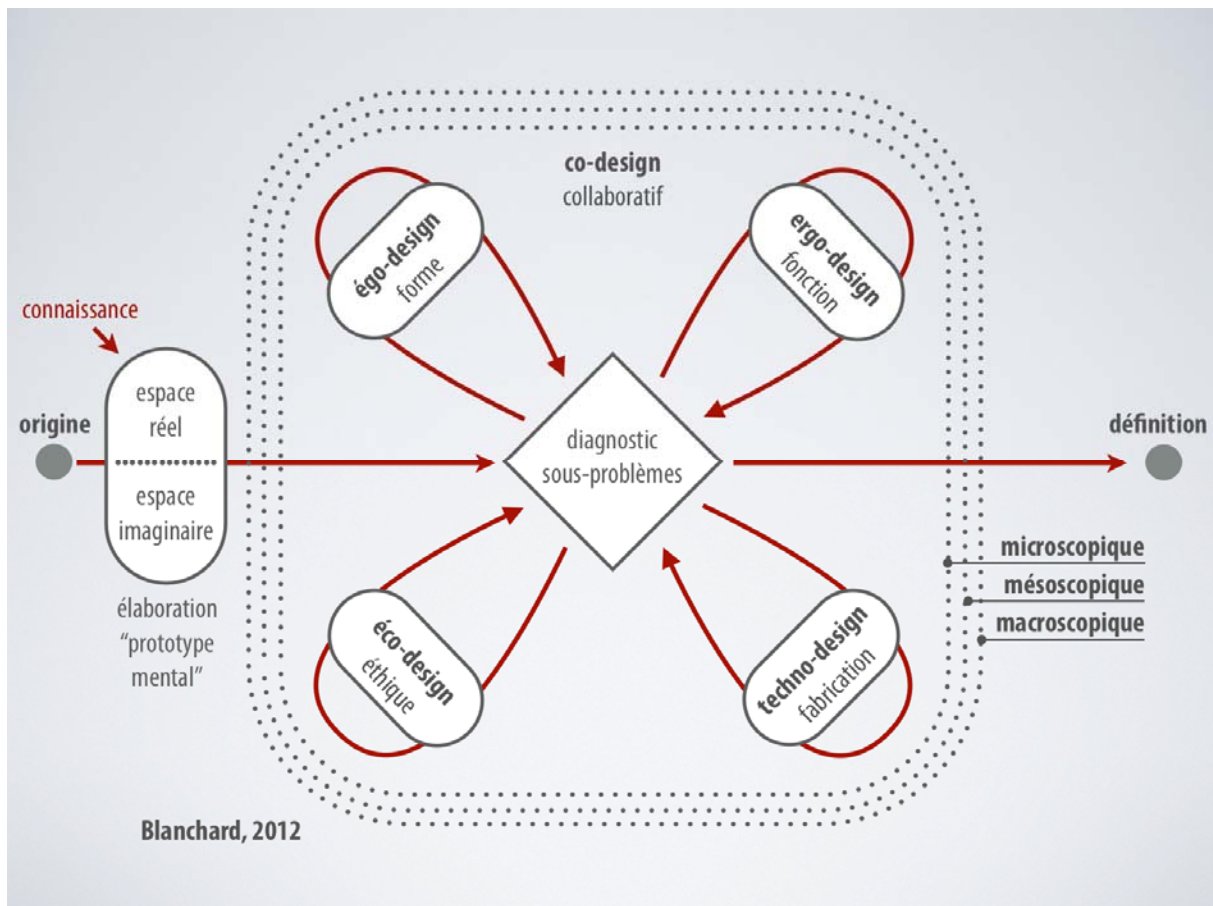 co-design
collaboratif
égo-design
forme
ergo-design
fonction
connaissance
origine
espace
réel
espace
imaginaire
élaboration
“prototype
mental”
diagnostic
sous-problèmes
définition
éco-design
éthique
techno-design
fabrication
microscopique
mésoscopique
macroscopique
Blanchard, 2012